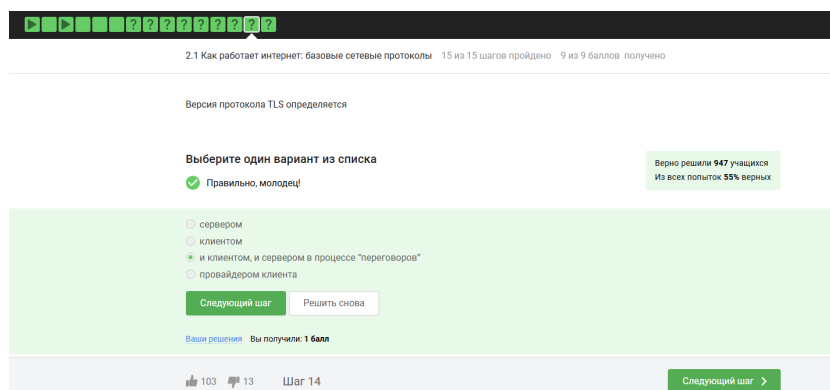 ? ? ? ? ? ? ? ? ?
2.1 Как работает интернет: базовые сетевые протоколы 15 из 15 шагов пройдено 9 из 9 баллов получено
Версия протокола TLS определяется
Выберите один вариант из списка
Правильно, молодец!
Верно решили 947 учащихся
Из всех попыток 55% верных
сервером
клиентом
и клиентом, и сервером в процессе "переговоров"
провайдером клиента
Следующий шаг Решить снова
Ваши решения Вы получили: 1 балл
103 13 Шаг 14 Следующий шаг